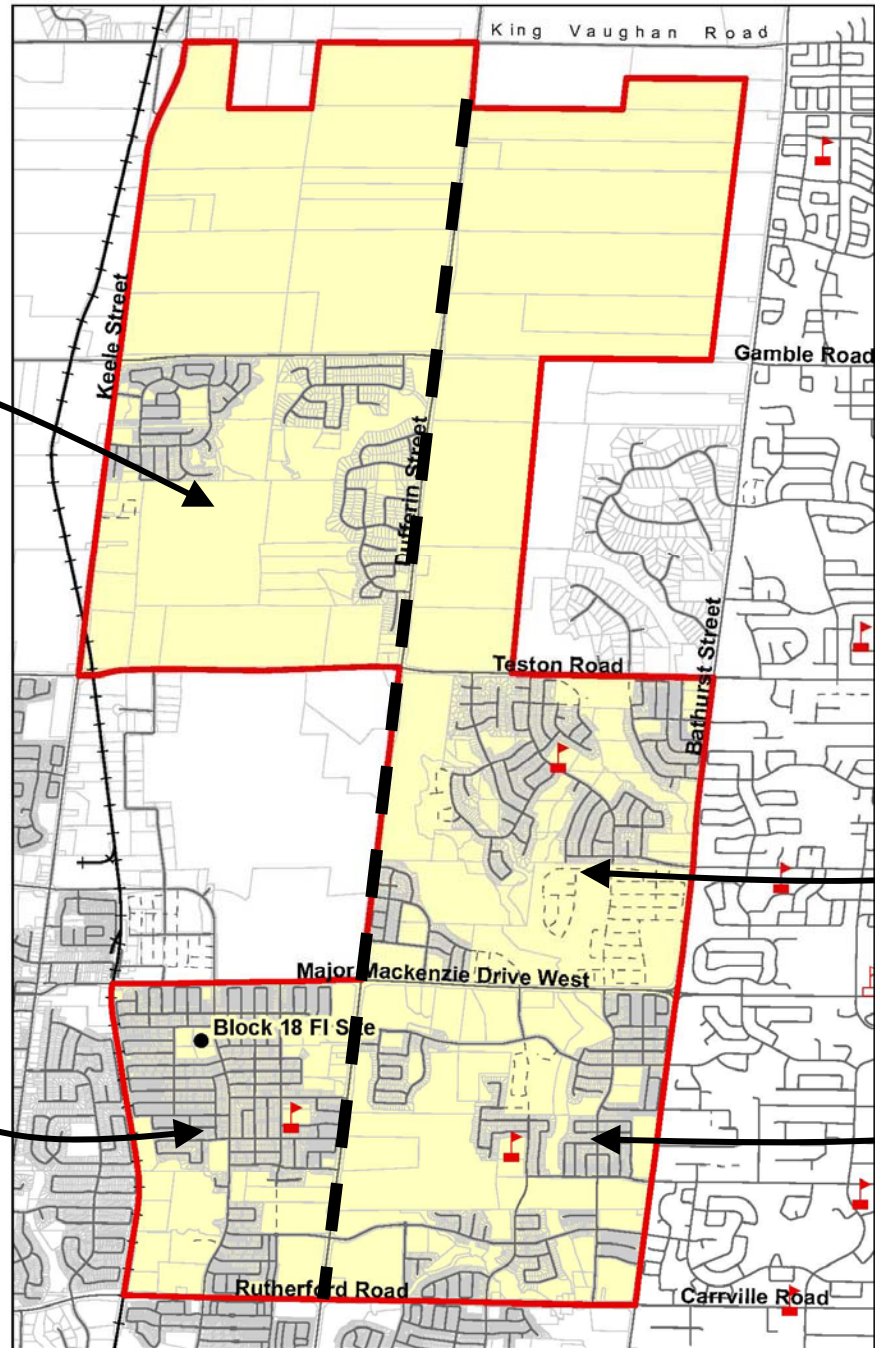 King Vaughan Road
Keele Street
Gamble Road
Dufferin Street
Teston Road
Bathurst Street
Major Mackenzie Drive West
Block 18 FI Site
Rutherford Road
Carrville Road